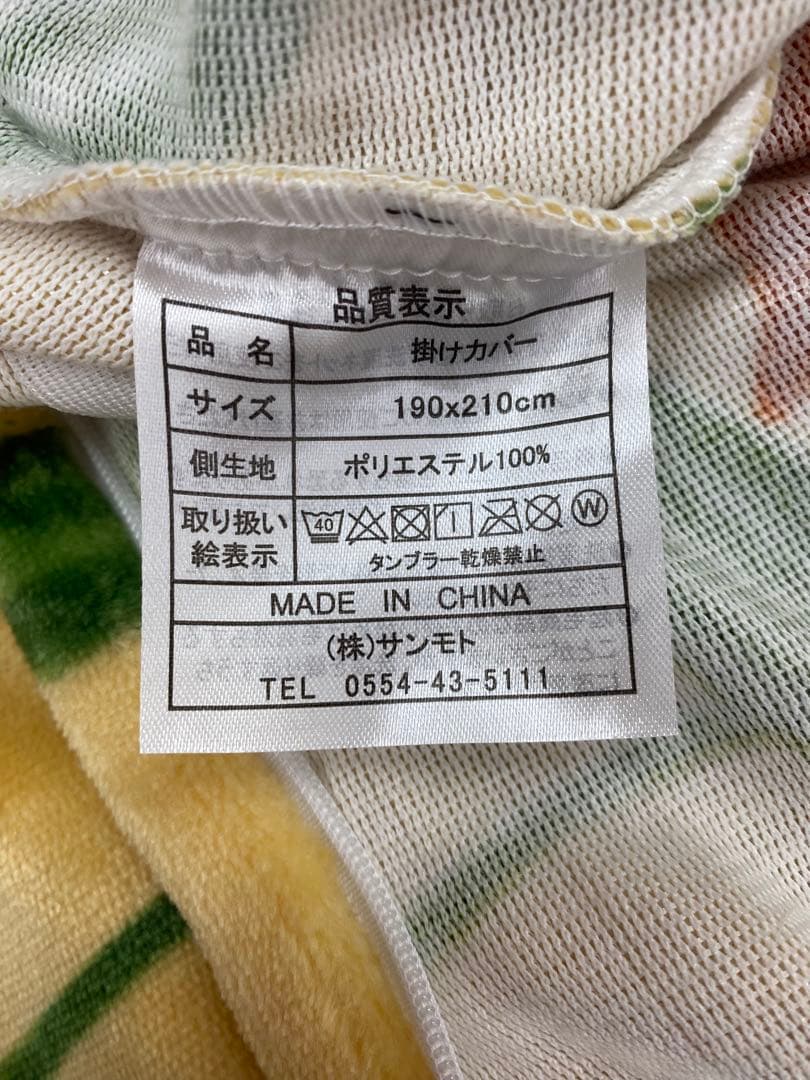 品質表示
品 名 掛けカバー
サイズ 190x210cm
側生地 ポリエステル100%
取り扱い
絵表示
40 W
タンブラー乾燥禁止
MADE IN CHINA
(株)サンモト
TEL 0554-43-5111